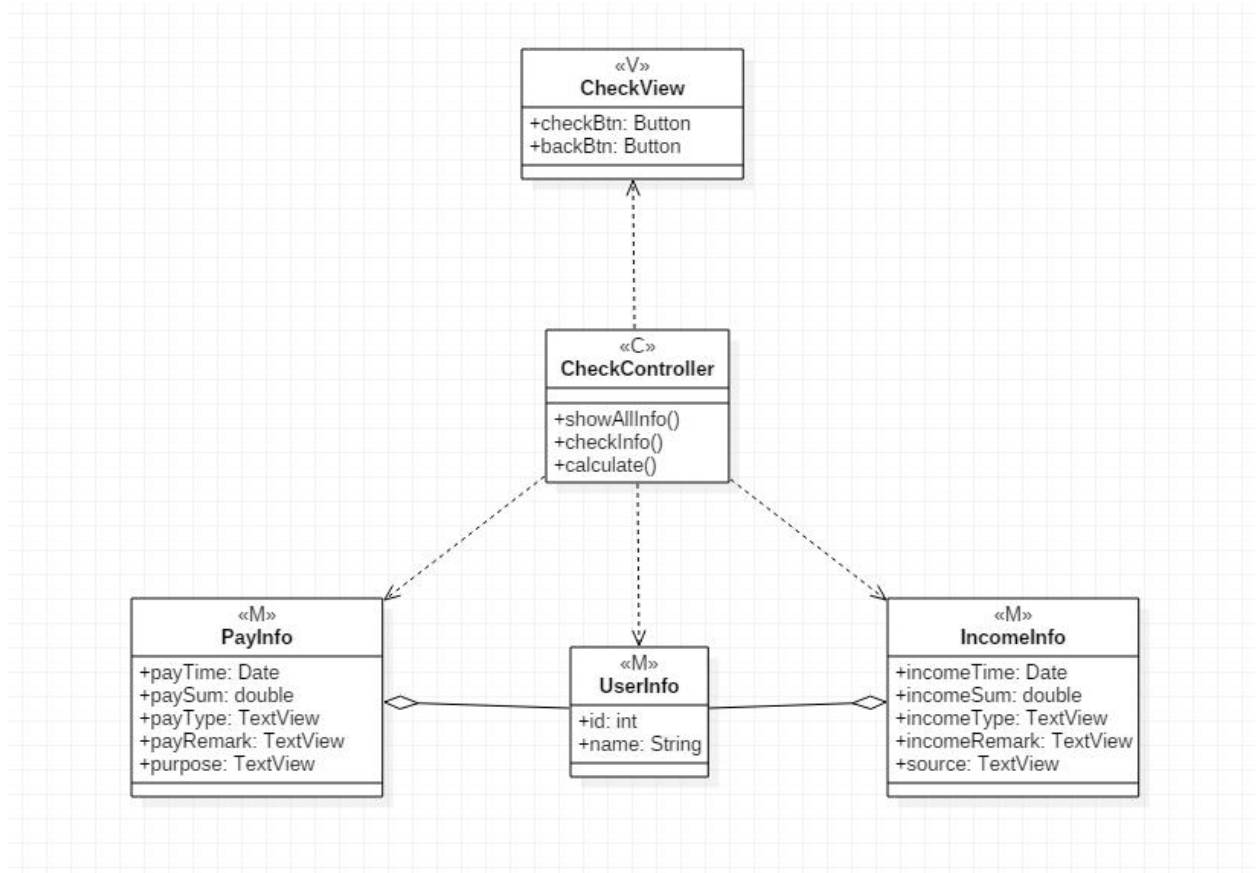 «V»
CheckView
+checkBtn: Button
+backBtn: Button
«C»
CheckController
+showAllInfo()
+checkInfo()
+calculate()
«M»
PayInfo
+payTime: Date
+paySum: double
+payType: TextView
+payRemark: TextView
+purpose: TextView
«M»
UserInfo
+id: int
+name: String
«M»
IncomeInfo
+incomeTime: Date
+incomeSum: double
+incomeType: TextView
+incomeRemark: TextView
+source: TextView